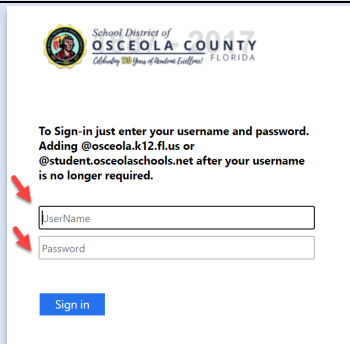 School District of
OSCEOLA COUNTY
Celebrating 130 Years of Academic Excellence!
FLORIDA
2017
To Sign-in just enter your username and password.
Adding @osceola.k12.fl.us or
@student.osceolaschools.net after your username
is no longer required.
UserName
Password
Sign in